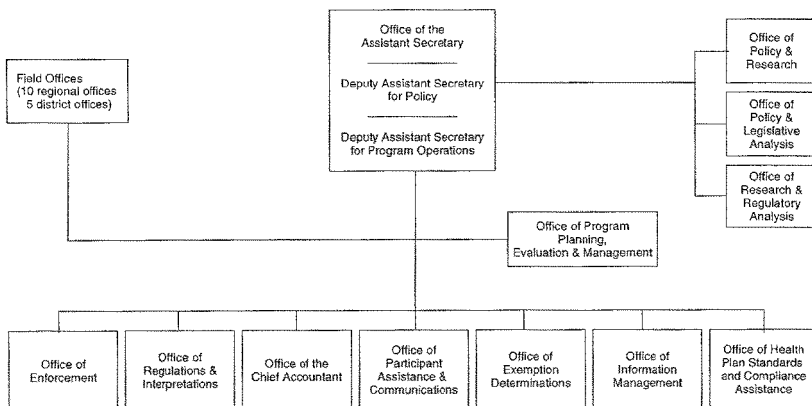 Office of the
Assistant Secretary
Deputy Assistant Secretary
for Policy
Deputy Assistant Secretary
for Program Operations
Field Offices
(10 regional offices
5 district offices)
Office of
Policy &
Research
Office of
Policy &
Legislative
Analysis
Office of
Research &
Regulatory
Analysis
Office of Program
Planning,
Evaluation & Management
Office of
Enforcement
Office of
Regulations &
Interpretations
Office of the
Chief Accountant
Office of
Participant
Assistance &
Communications
Office of
Exemption
Determinations
Office of
Information
Management
Office of Health
Plan Standards
and Compliance
Assistance